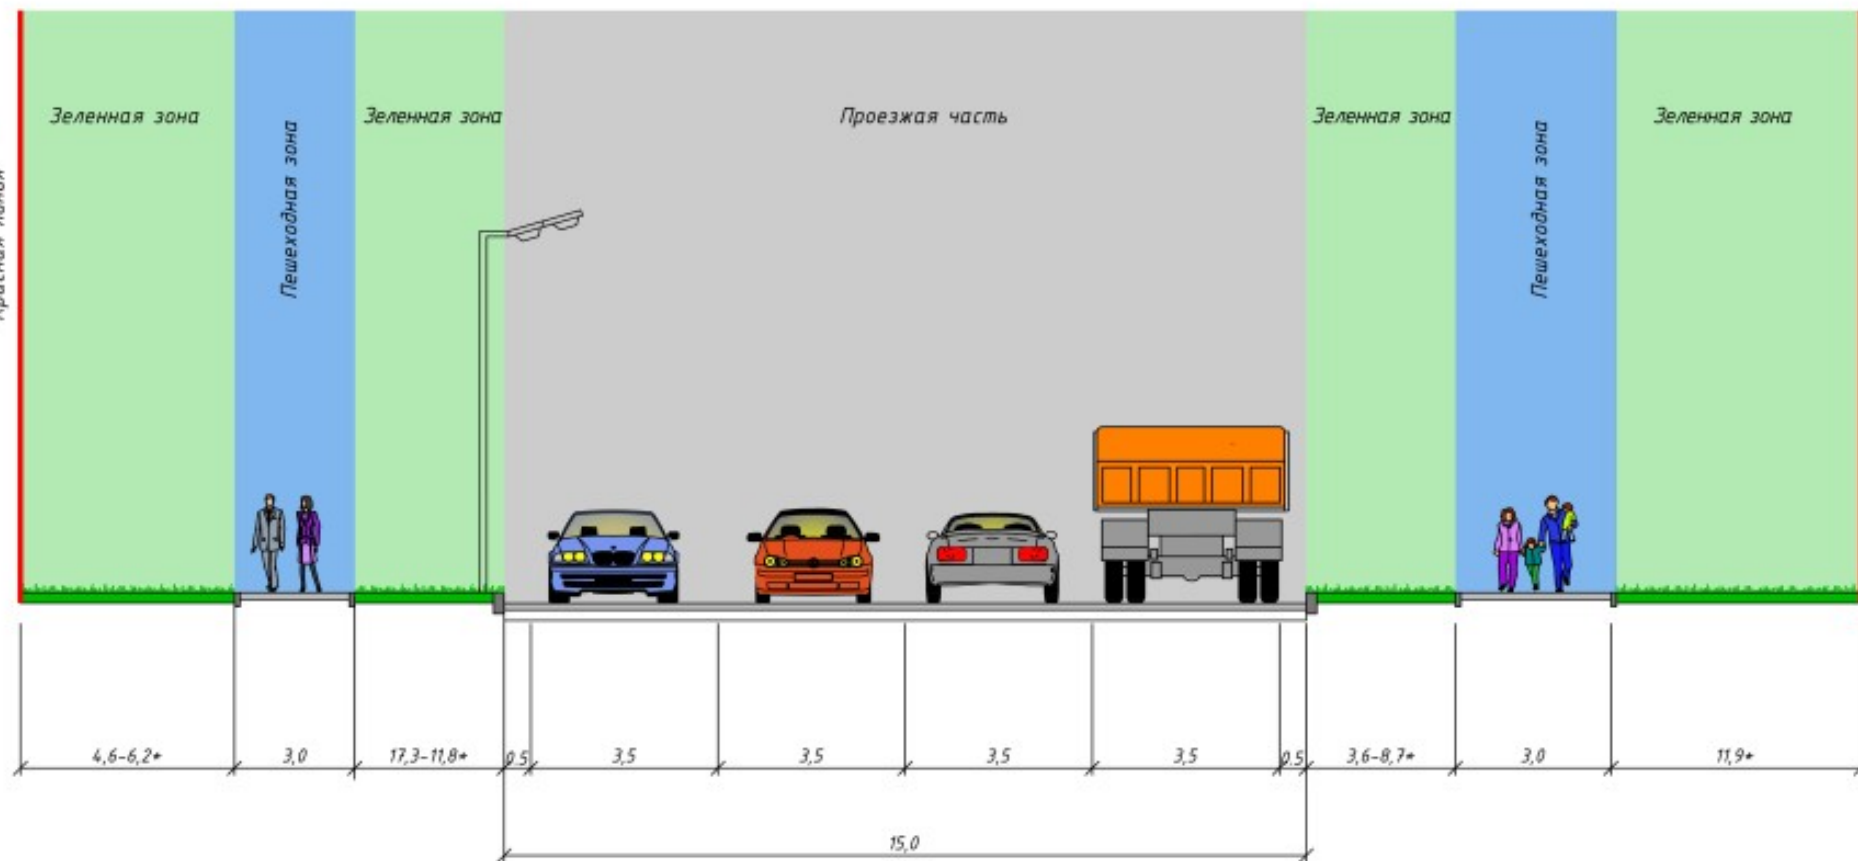 Зеленная зона
Пешеходная зона
Зеленная зона
Проезжая часть
Зеленная зона
Пешеходная зона
Зеленная зона
4,6-6,2*
3,0
17,3-11,8*
0.5
3,5
3,5
3,5
3,5
0.5
3,6-8,7*
3,0
11,9*
15,0